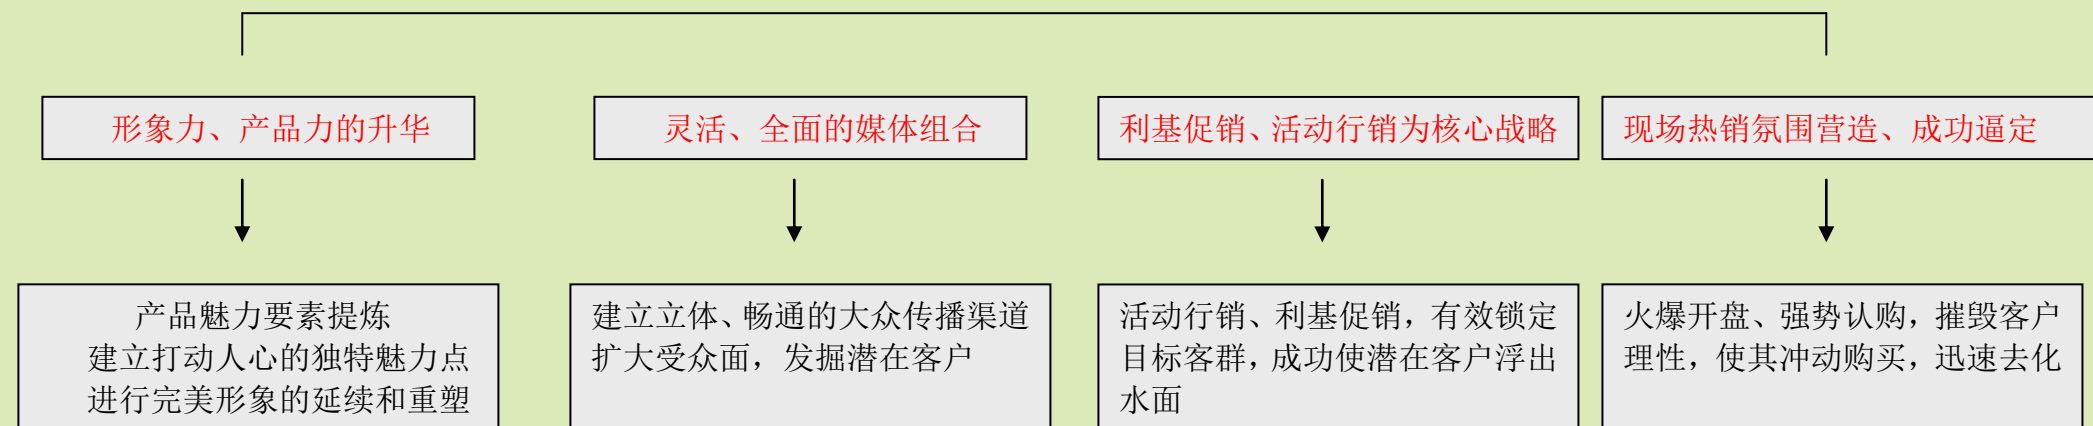 形象力、产品力的升华
灵活、全面的媒体组合
利基促销、活动行销为核心战略
现场热销氛围营造、成功逼定
产品魅力要素提炼
建立打动人心的独特魅力点
进行完美形象的延续和重塑
建立立体、畅通的大众传播渠道
扩大受众面，发掘潜在客户
活动行销、利基促销，有效锁定
目标客群，成功使潜在客户浮出
水面
火爆开盘、强势认购，摧毁客户
理性，使其冲动购买，迅速去化